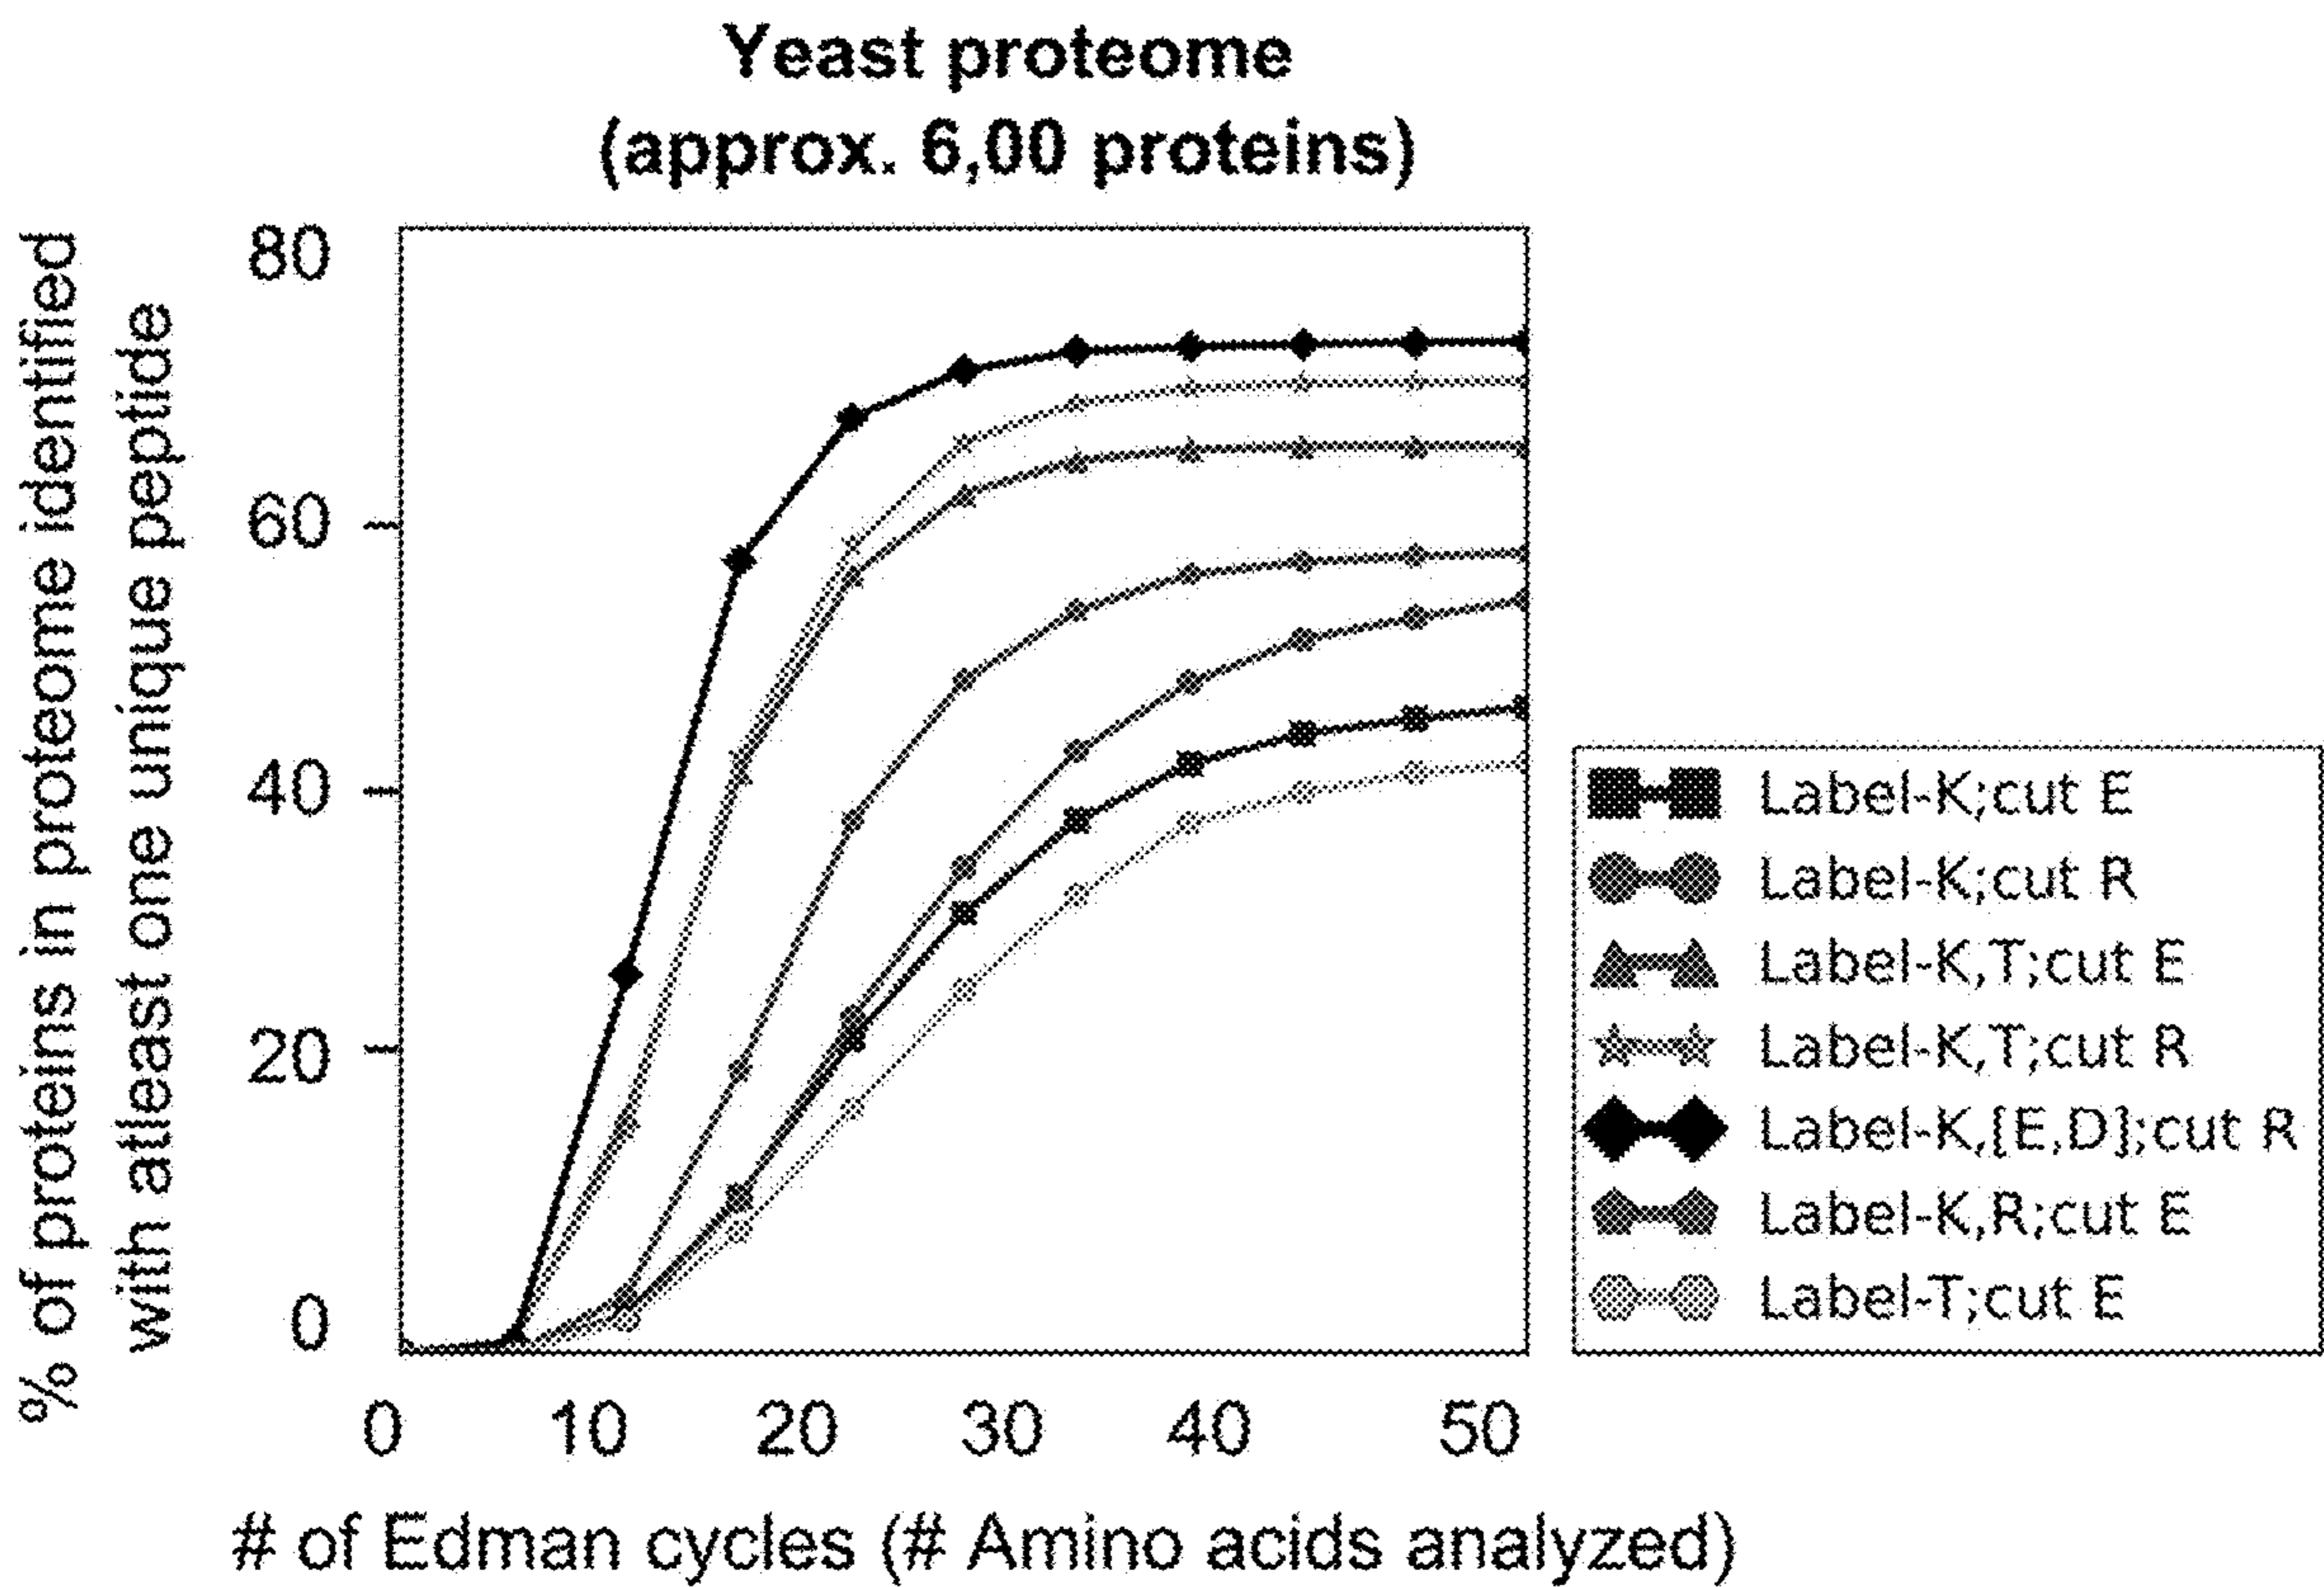 Yeast proteome
(approx. 6,00 proteins)
% of proteins in proteome identified
with atleast one unique peptide
80
60
40
20
0
0 10 20 30 40 50
# of Edman cycles (# Amino acids analyzed)
Label-K;cut E
Label-K;cut R
Label-K,T;cut E
Label-K,T;cut R
Label-K,[E,D];cut R
Label-K,R;cut E
Label-T;cut E